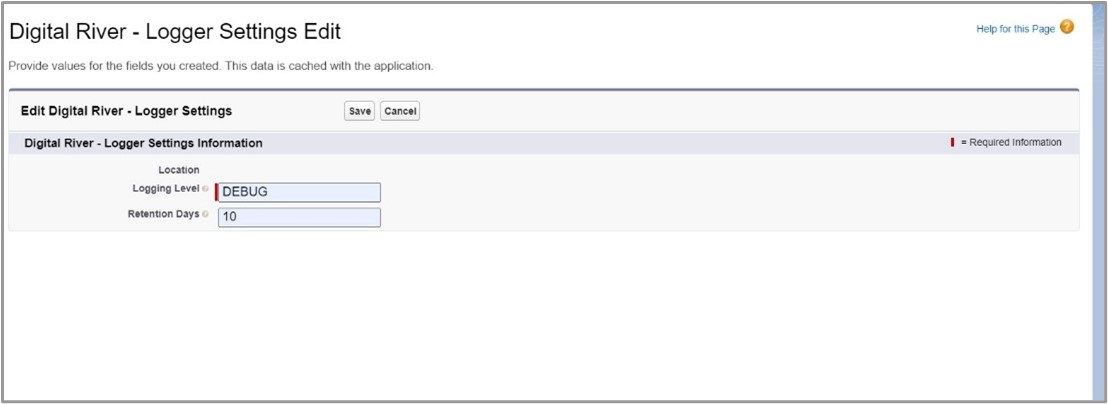 Digital River - Logger Settings Edit
Help for this Page ?
Provide values for the fields you created. This data is cached with the application.
Edit Digital River - Logger Settings
Save Cancel
Digital River - Logger Settings Information
= Required Information
Location
Logging Level DEBUG
Retention Days 10